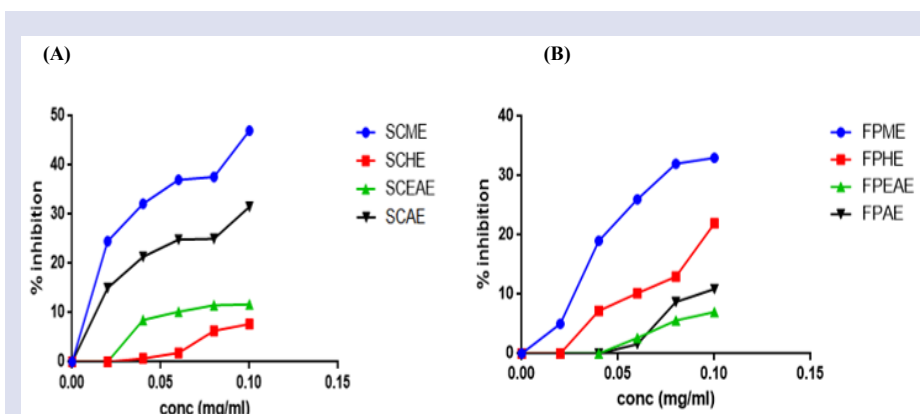 (A)
50
40
30
20
10
0
% inhibition
0.00
0.05
0.10
0.15
conc (mg/ml)
SCME
SCHE
SCEAE
SCAE
(B)
40
30
20
10
0
% inhibition
0.00
0.05
0.10
0.15
conc (mg/ml)
FPME
FPHE
FPEAE
FPAE